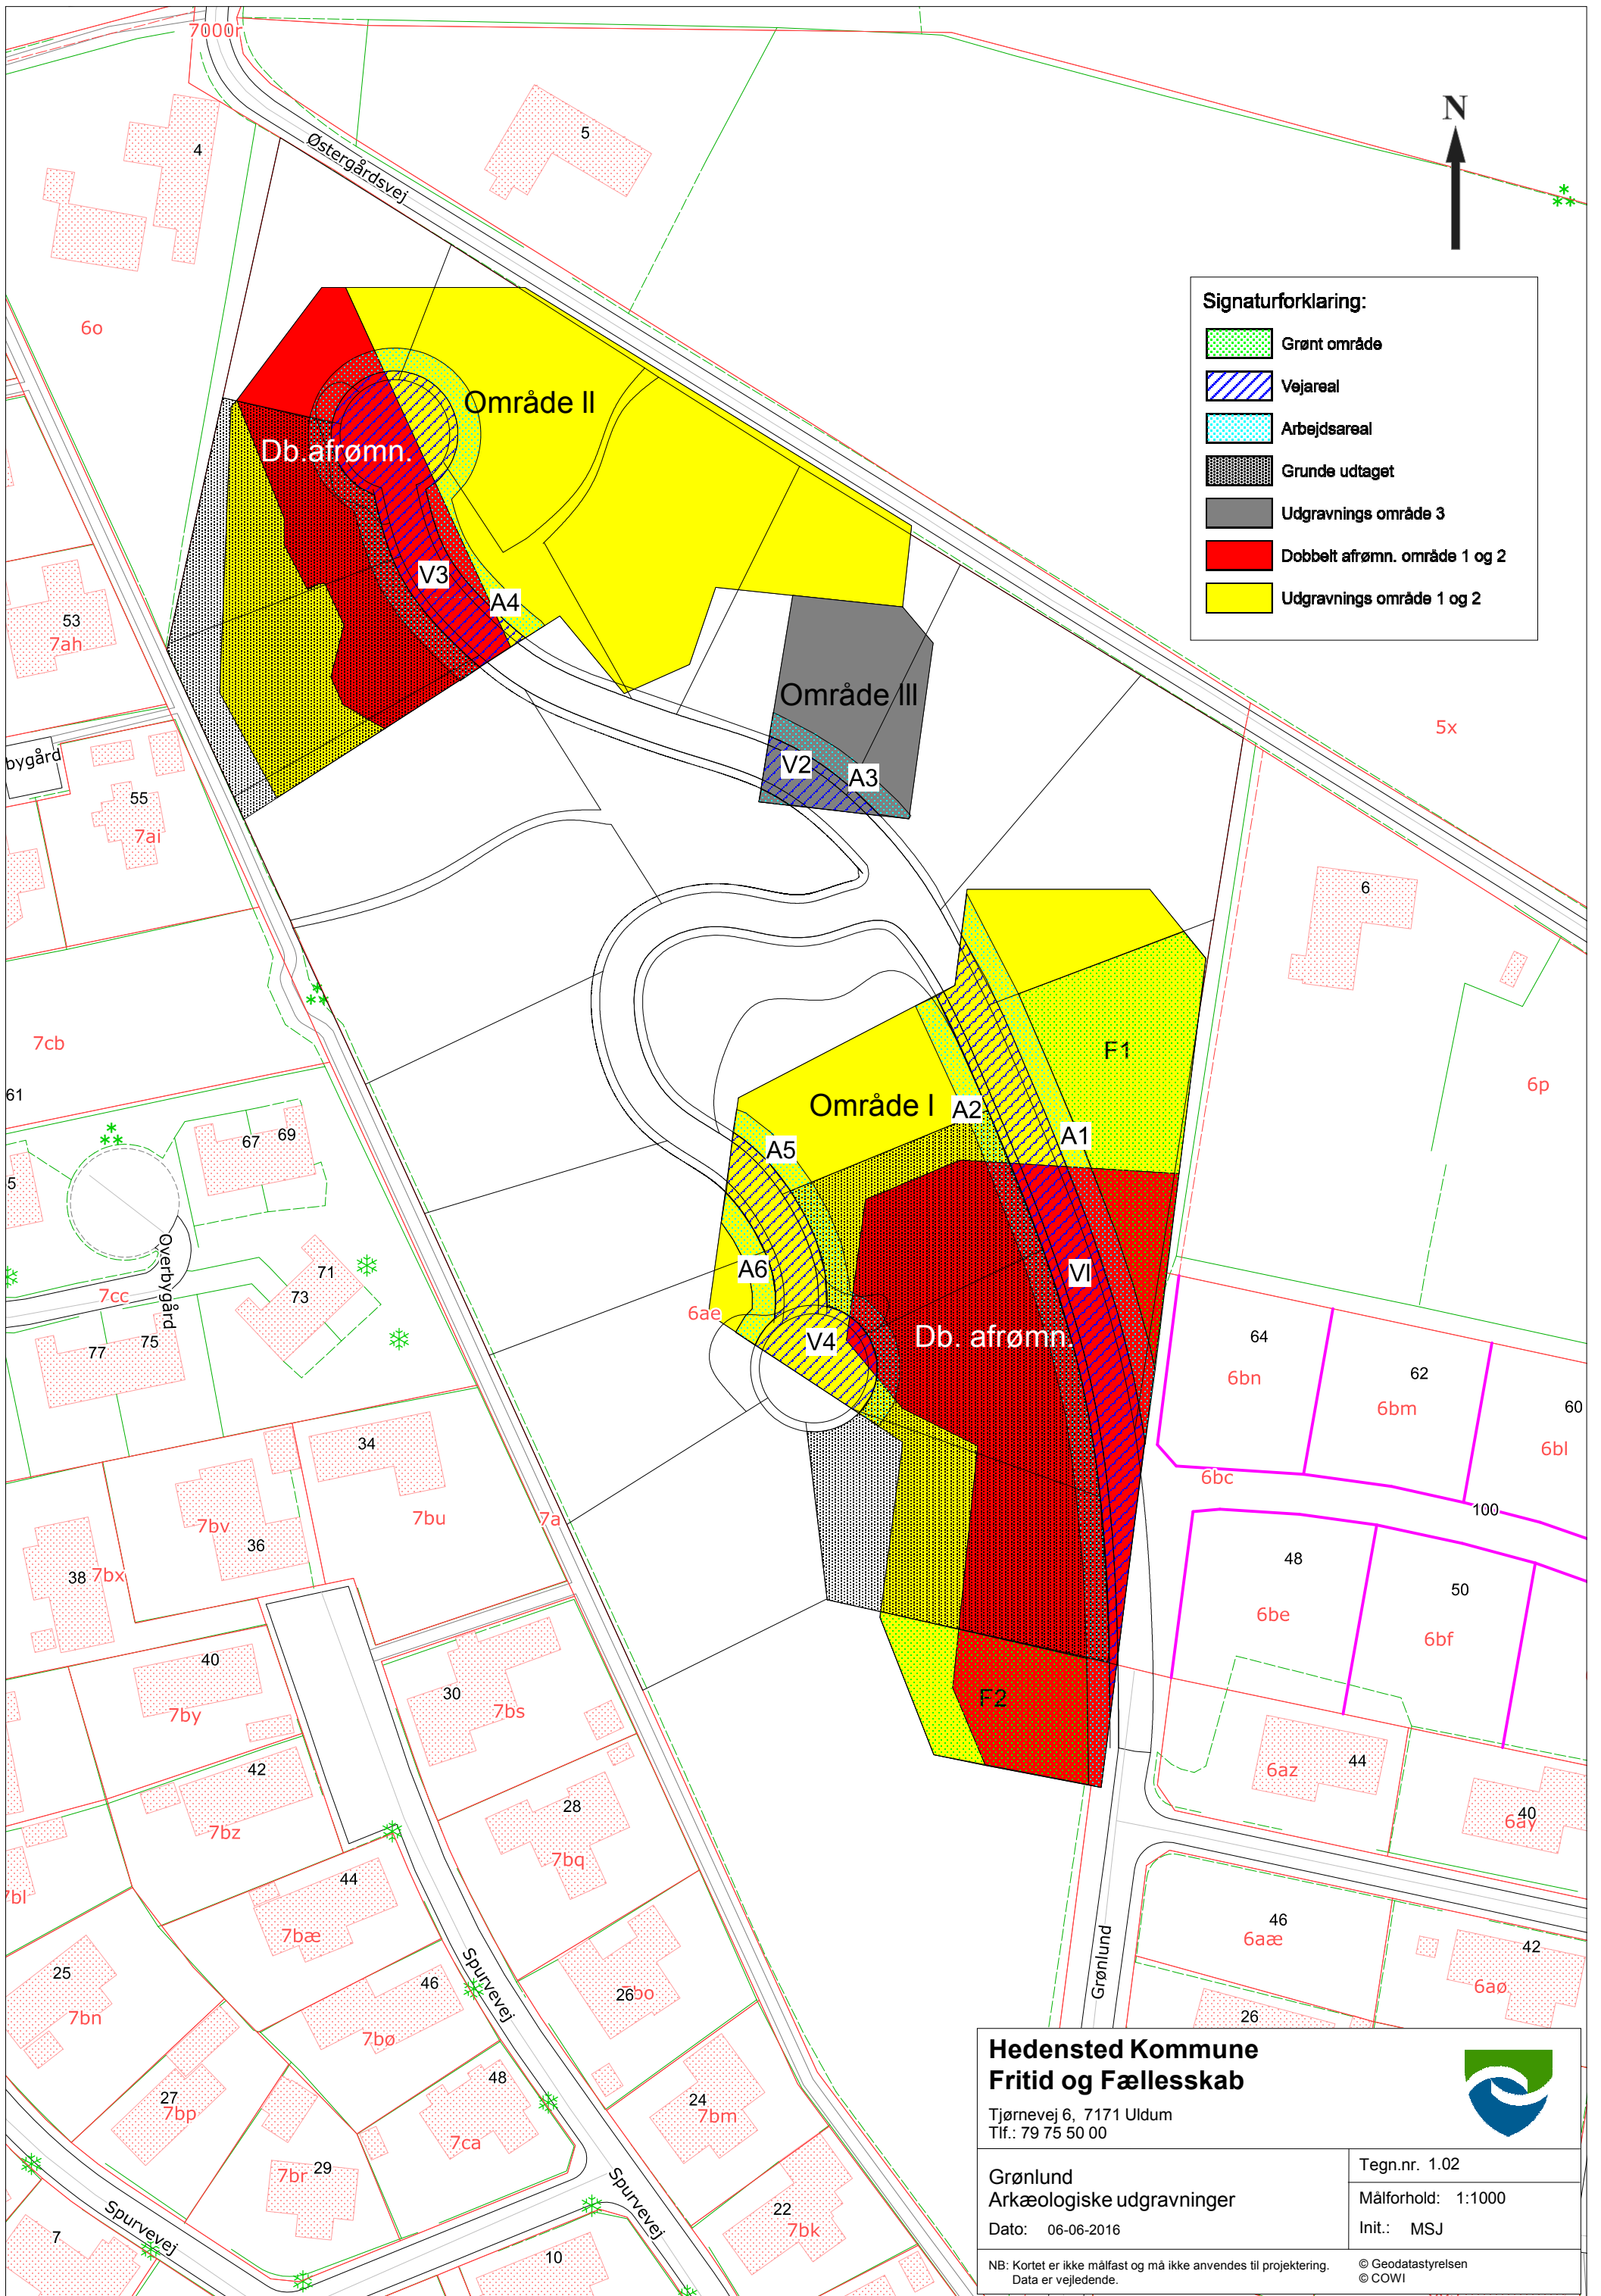 7000r
N
Østergårdsvej
4
5
6o
Signaturforklaring:
Grønt område
Vejareal
Arbejdsareal
Grunde udtaget
Udgravnings område 3
Dobbelt afrømn. område 1 og 2
Udgravnings område 1 og 2
Område II
Db.afrømn.
V3
A4
53
7ah
Område III
V2
A3
5x
bygård
55
7ai
6
7cb
61
F1
6p
Område I
A2
A1
A5
67
69
5
Overbygård
71
73
7cc
A6
VI
6ae
V4
Db. afrømn.
77
75
64
6bn
62
6bm
60
6bl
34
7bu
7bv
36
7a
6bc
100
38
7bx
48
6be
50
6bf
40
7by
30
7bs
F2
42
7bz
28
7bq
6az
44
40
6ay
7bl
44
7bæ
46
6aæ
42
6aø
Grønlund
25
7bn
46
7bø
Spurvevej
26
7bo
26
27
7bp
48
7ca
24
7bm
7br
29
Spurvevej
Spurvevej
22
7bk
7
10
Hedensted Kommune
Fritid og Fællesskab
Tjørnevej 6, 7171 Uldum
Tlf.: 79 75 50 00
Grønlund
Arkæologiske udgravninger
Dato: 06-06-2016
Tegn.nr. 1.02
Målforhold: 1:1000
Init.: MSJ
NB: Kortet er ikke målfast og må ikke anvendes til projektering.
Data er vejledende.
© Geodatastyrelsen
© COWI